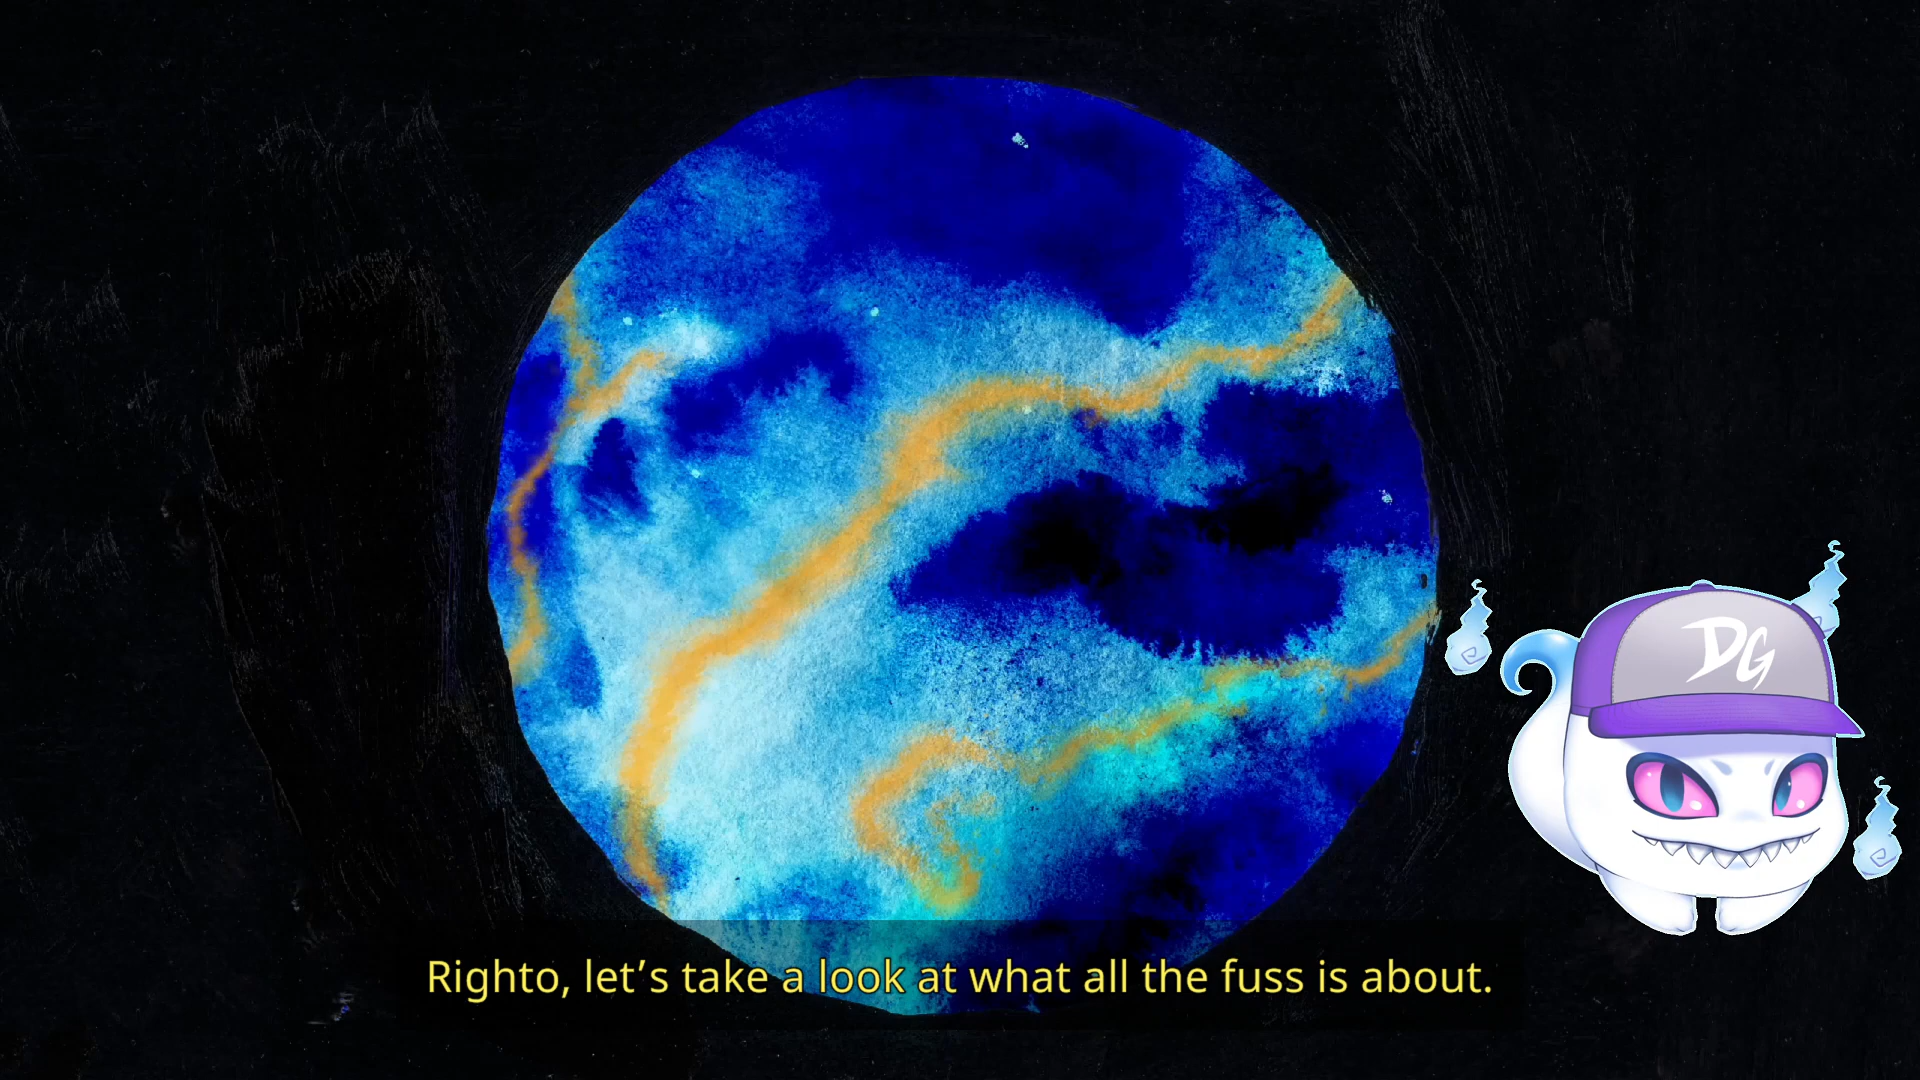 DG
Righto, let’s take a look at what all the fuss is about.